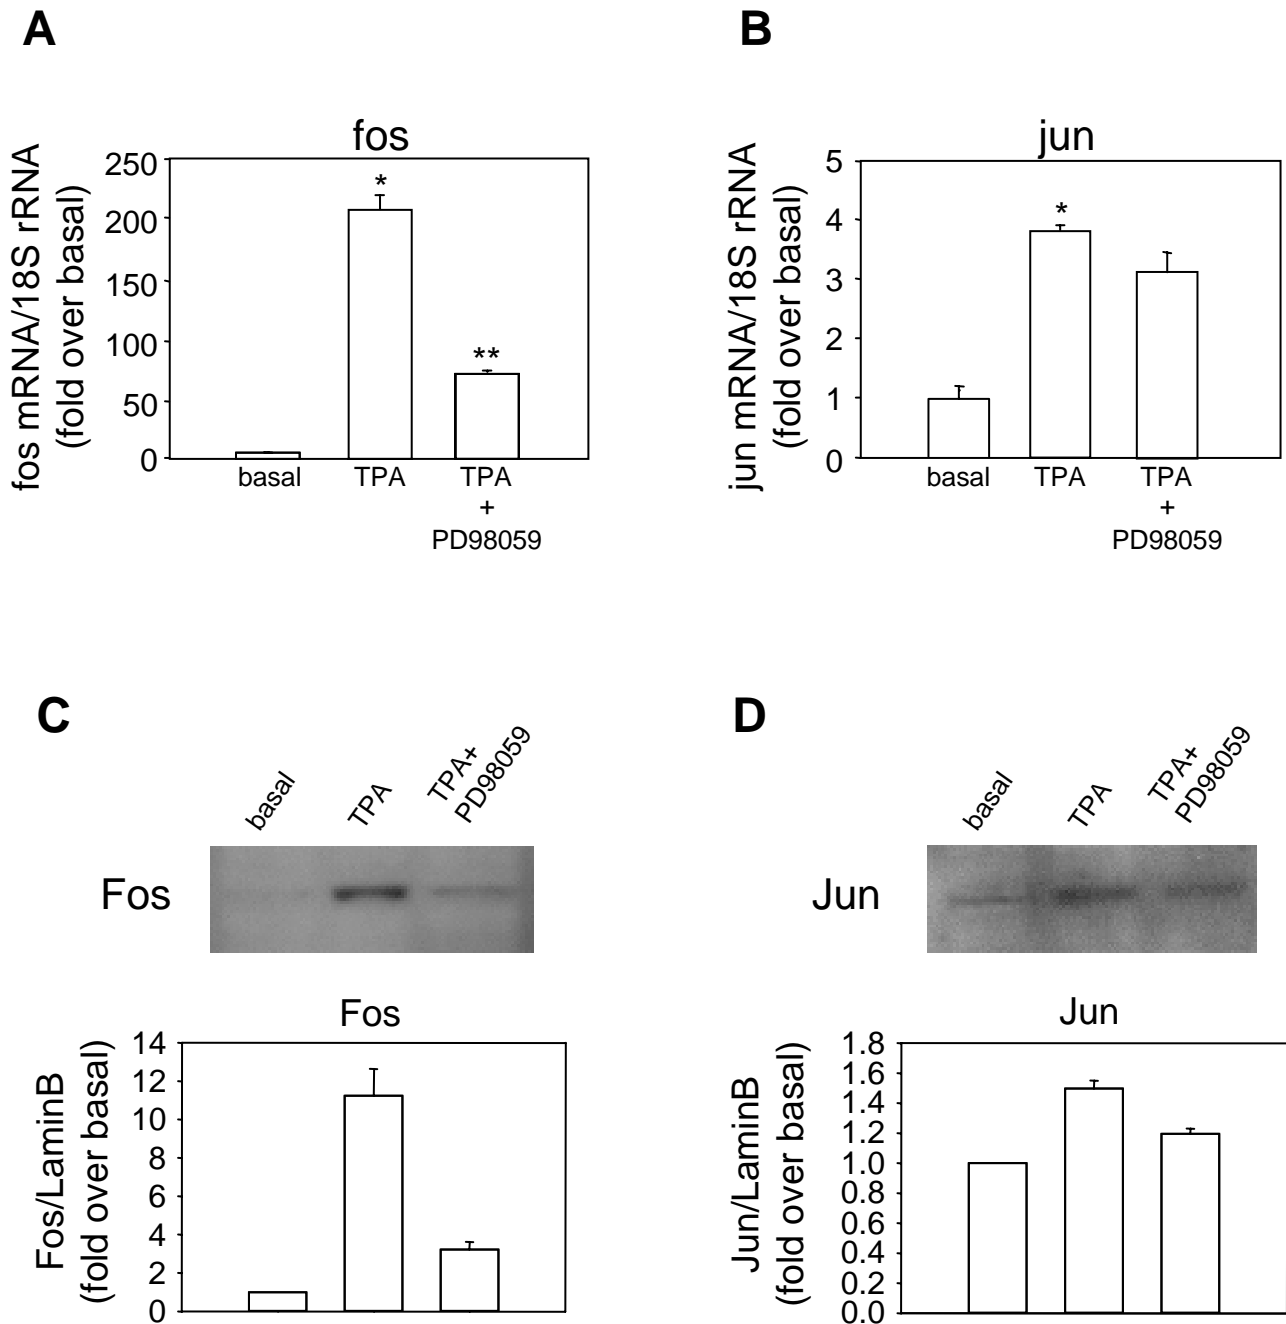 A
fos
fos mRNA/18S rRNA
(fold over basal)
250
200
150
100
50
0
*
**
basal
TPA
TPA
+
PD98059
B
jun
jun mRNA/18S rRNA
(fold over basal)
5
4
3
2
1
0
*
basal
TPA
TPA
+
PD98059
C
basal
TPA
TPA+
PD98059
Fos
Fos
Fos/LaminB
(fold over basal)
14
12
10
8
6
4
2
0
D
basal
TPA
TPA+
PD98059
Jun
Jun
Jun/LaminB
(fold over basal)
1.8
1.6
1.4
1.2
1.0
0.8
0.6
0.4
0.2
0.0